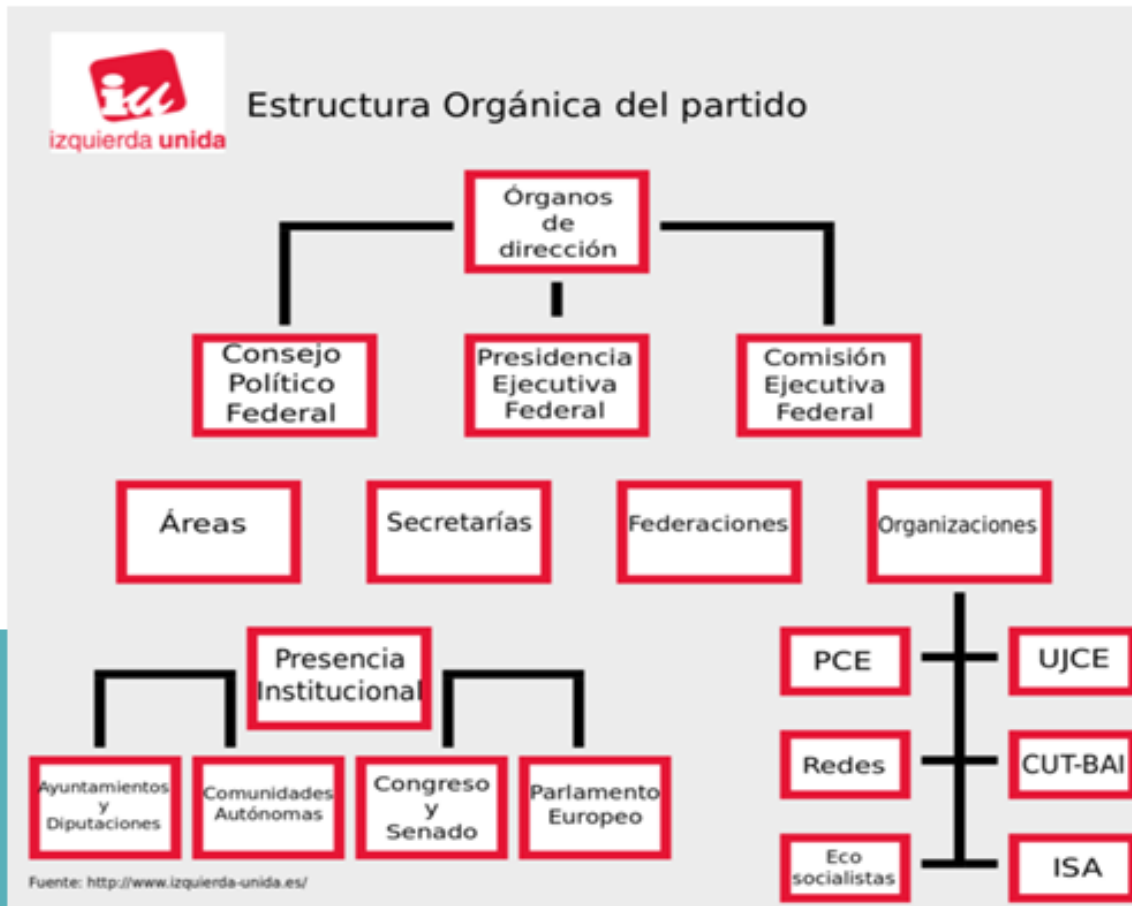 iu
izquierda unida
Estructura Orgánica del partido
Órganos
de
dirección
Consejo
Político
Federal
Presidencia
Ejecutiva
Federal
Comisión
Ejecutiva
Federal
Áreas
Secretarías
Federaciones
Organizaciones
Presencia
Institucional
Ayuntamientos
y
Diputaciones
Comunidades
Autónomas
Congreso
y
Senado
Parlamento
Europeo
PCE
UJCE
Redes
CUT-BAI
Eco
socialistas
ISA
Fuente: http://www.izquierda-unida.es/